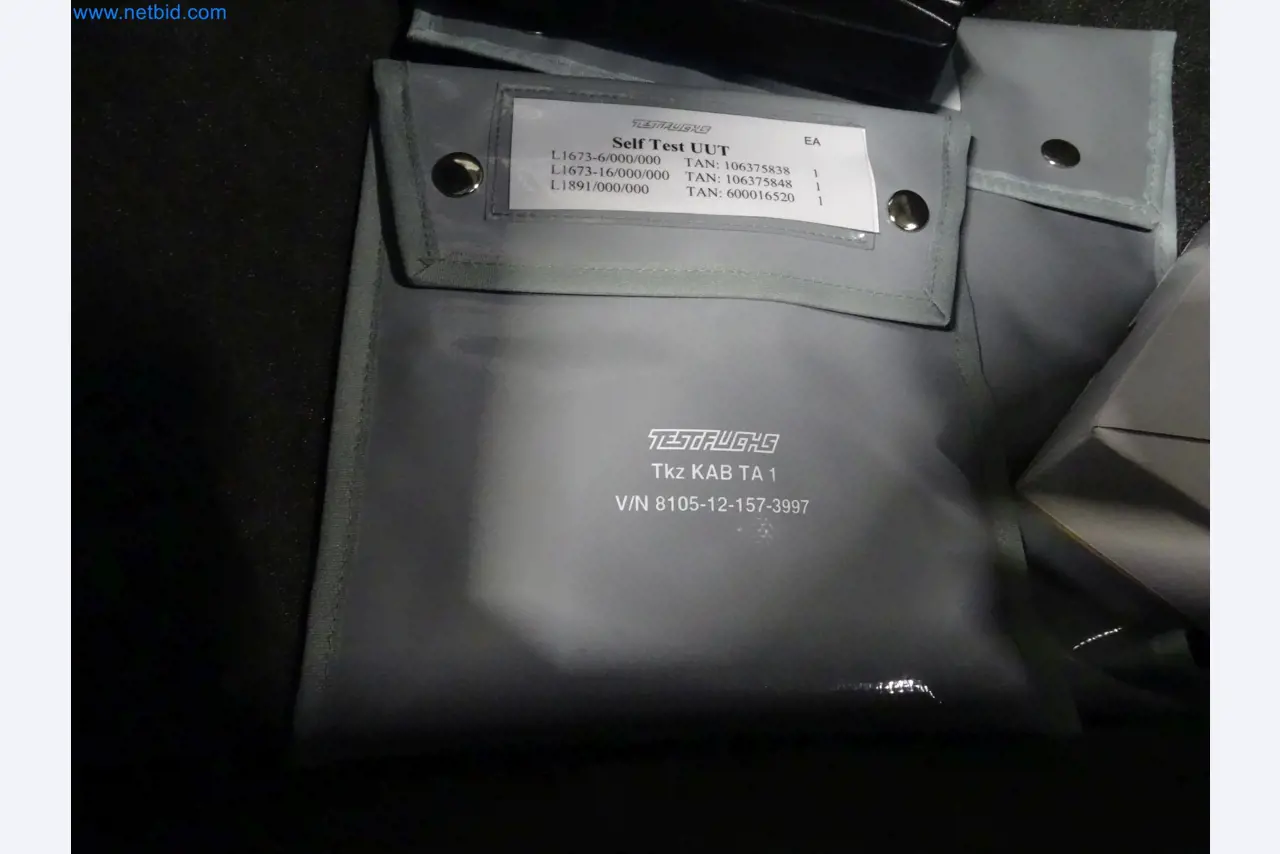 www.netbid.com
TESTFUCHS
Self Test UUT EA
L1673-6/000/000 TAN: 106375838 1
L1673-16/000/000 TAN: 106375848 1
L1891/000/000 TAN: 600016520 1
TESTFUCHS
Tkz KAB TA 1
V/N 8105-12-157-3997